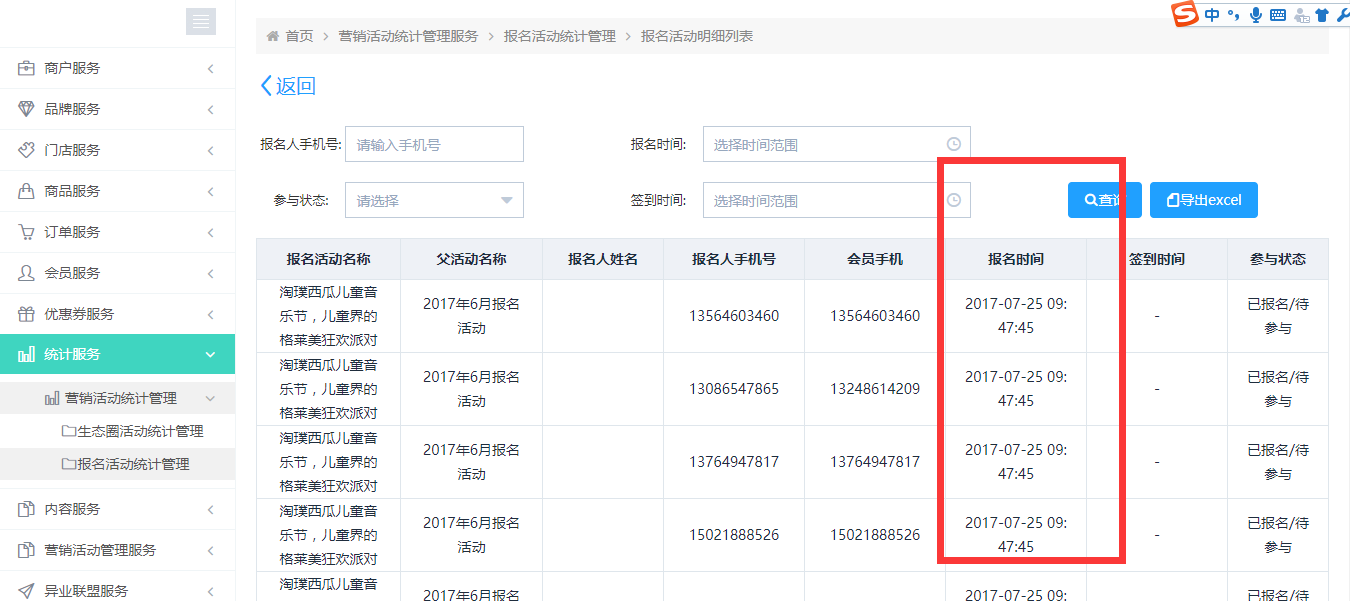 中
首页 > 营销活动统计管理服务 > 报名活动统计管理 > 报名活动明细列表
返回
商户服务
品牌服务
门店服务
商品服务
订单服务
会员服务
优惠券服务
统计服务
营销活动统计管理
生态圈活动统计管理
报名活动统计管理
内容服务
营销活动管理服务
异业联盟服务
报名人手机号: 请输入手机号
报名时间: 选择时间范围
参与状态: 请选择
签到时间: 选择时间范围
查询
导出excel
报名活动名称 父活动名称 报名人姓名 报名人手机号 会员手机 报名时间 签到时间 参与状态
淘璞西瓜儿童音
乐节，儿童界的
格莱美狂欢派对
2017年6月报名
活动
13564603460
13564603460
2017-07-25 09:
47:45
-
已报名/待
参与
淘璞西瓜儿童音
乐节，儿童界的
格莱美狂欢派对
2017年6月报名
活动
13086547865
13248614209
2017-07-25 09:
47:45
-
已报名/待
参与
淘璞西瓜儿童音
乐节，儿童界的
格莱美狂欢派对
2017年6月报名
活动
13764947817
13764947817
2017-07-25 09:
47:45
-
已报名/待
参与
淘璞西瓜儿童音
乐节，儿童界的
格莱美狂欢派对
2017年6月报名
活动
15021888526
15021888526
2017-07-25 09:
47:45
-
已报名/待
参与
淘璞西瓜儿童音
2017年6月报名
2017-07-25 09:
已报名/待